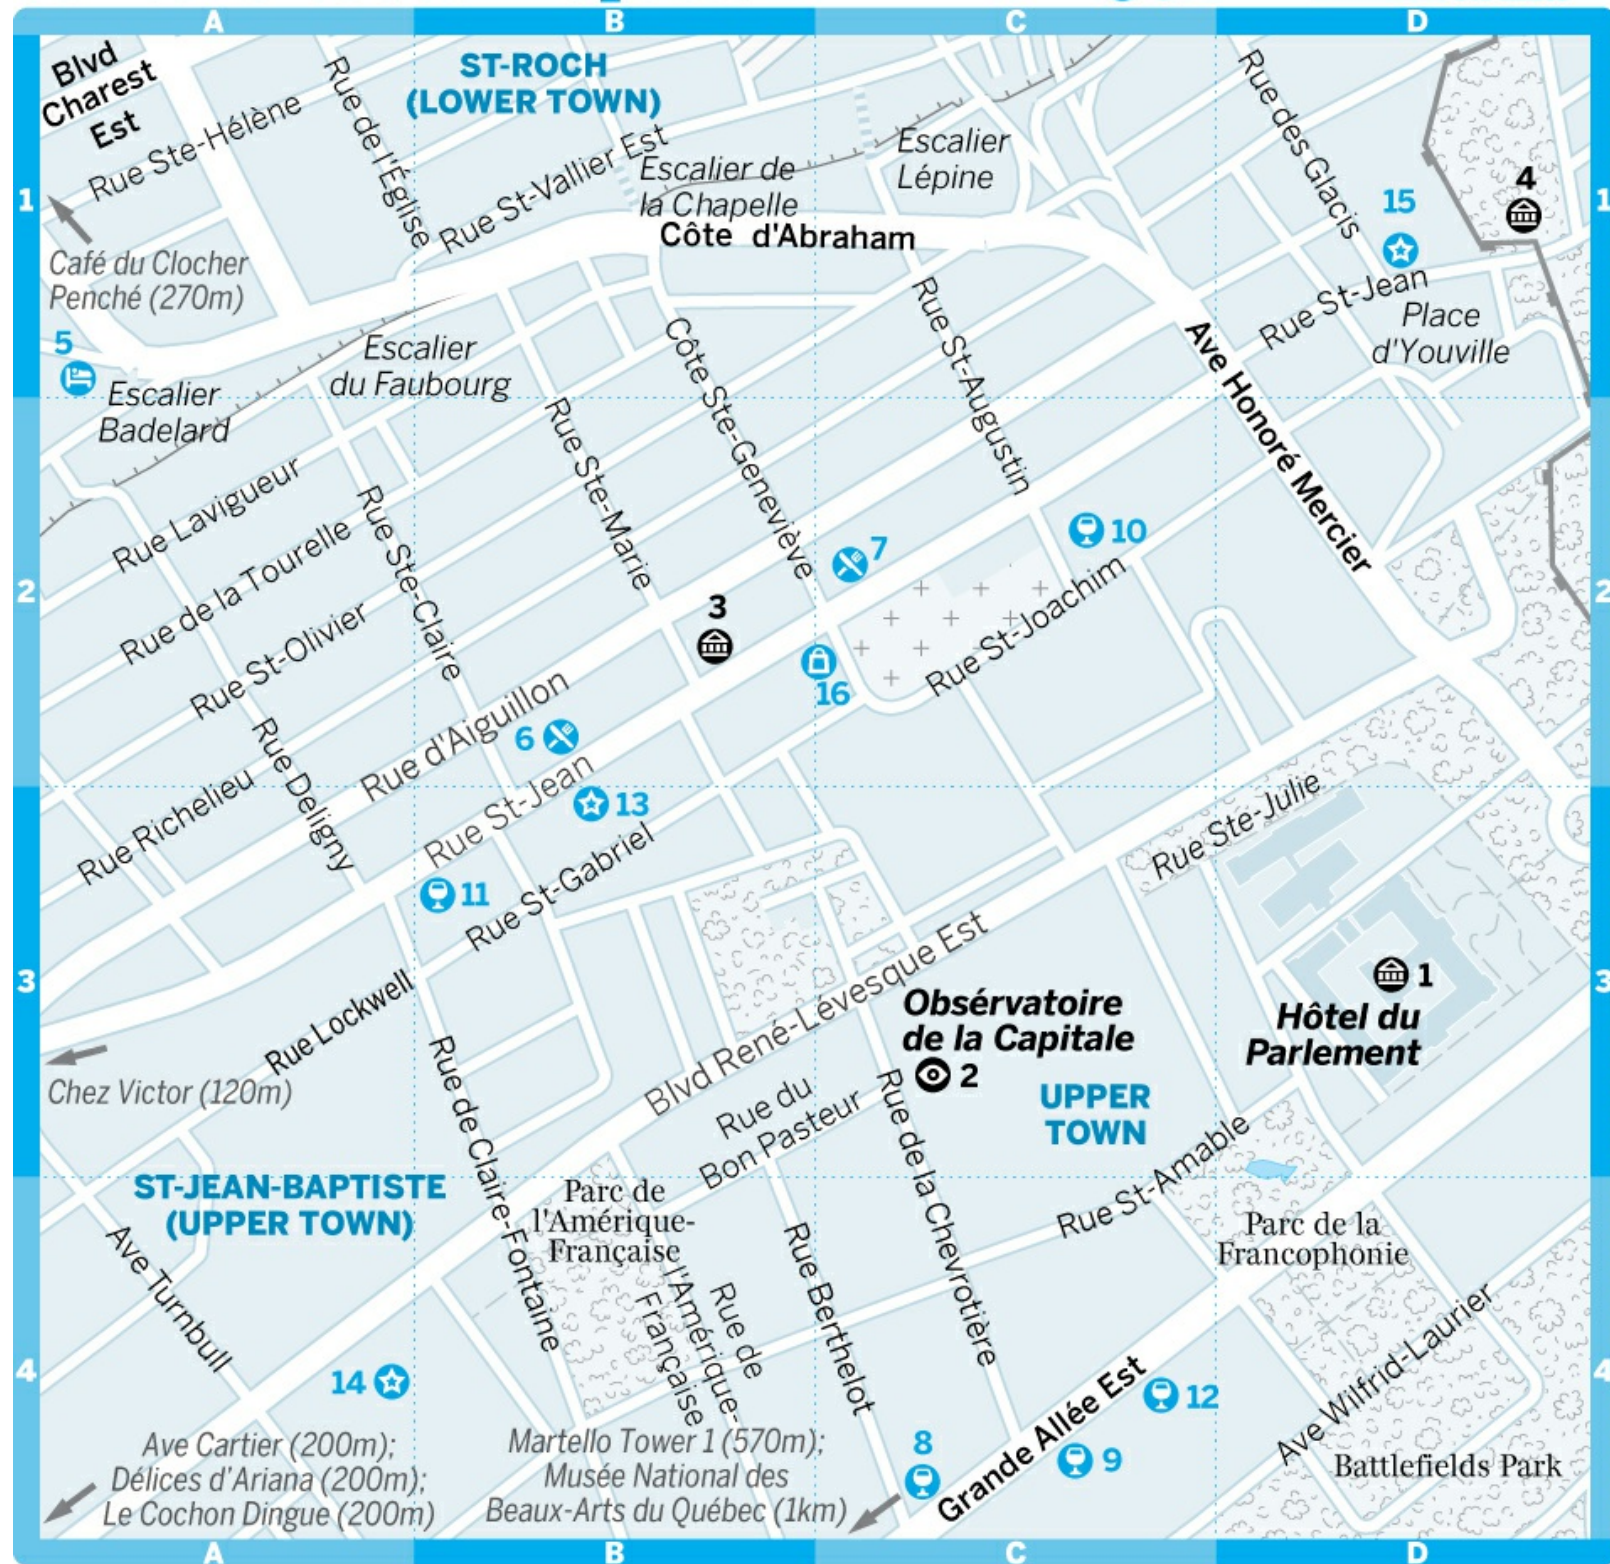 A
B
C
D
Blvd
Charest
Est
ST-ROCH
(LOWER TOWN)
Rue Ste-Hélène
Rue de l'Église
Rue St-Vallier Est
Escalier de
la Chapelle
Escalier
Lépine
Rue des Glacis
4
15
1
1
Côte d'Abraham
Café du Clocher
Penché (270m)
Rue St-Jean
Place
d'Youville
5
Escalier
du Faubourg
Escalier
Badelard
Côte Ste-Geneviève
Rue St-Augustin
Ave Honoré Mercier
Rue Ste-Marie
Rue Lavigueur
Rue Ste-Claire
Rue de la Tourelle
7
10
2
2
3
Rue St-Joachim
Rue St-Olivier
16
Rue d'Aiguillon
6
Rue Deligny
Rue Richelieu
Rue St-Jean
13
Rue Ste-Julie
Rue St-Gabriel
11
Blvd René-Lévesque Est
3
3
1
Hôtel du
Parlement
Obsérvatoire
de la Capitale
2
Rue Lockwell
Chez Victor (120m)
Rue de Claire-Fontaine
Rue du
Bon Pasteur
Rue de la Chevrotière
UPPER
TOWN
Rue St-Amable
ST-JEAN-BAPTISTE
(UPPER TOWN)
Parc de
l'Amérique-
Française
Parc de la
Francophonie
Ave Turnbull
Rue de
l'Amérique-
Française
Rue Berthelot
Ave Wilfrid-Laurier
4
4
14
12
Grande Allée Est
8
9
Ave Cartier (200m);
Délices d'Ariana (200m);
Le Cochon Dingue (200m)
Martello Tower 1 (570m);
Musée National des
Beaux-Arts du Québec (1km)
Battlefields Park
A
B
C
D